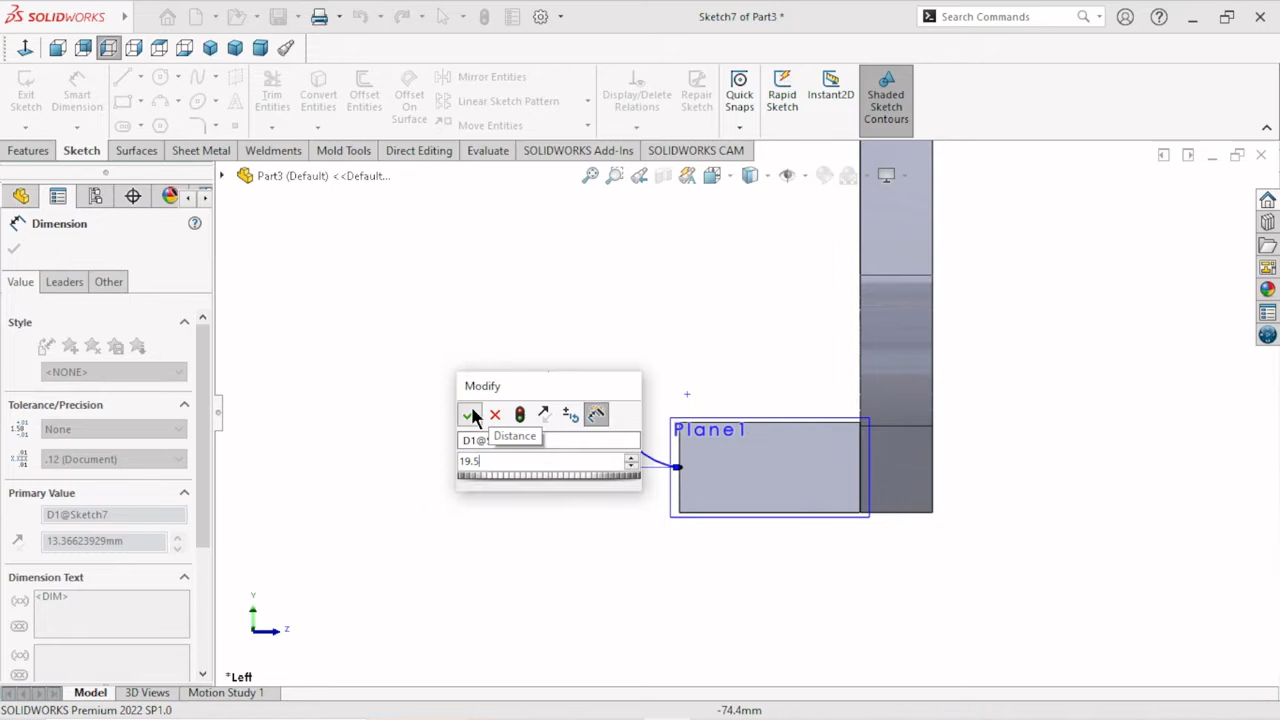 SOLIDWORKS
Sketch7 of Part3 *
Search Commands
Exit Sketch
Smart Dimension
Trim Entities
Convert Entities
Offset Entities
Offset On Surface
Mirror Entities
Linear Sketch Pattern
Move Entities
Display/Delete Relations
Repair Sketch
Quick Snaps
Rapid Sketch
Instant2D
Shaded Sketch Contours
Features
Sketch
Surfaces
Sheet Metal
Weldments
Mold Tools
Direct Editing
Evaluate
SOLIDWORKS Add-Ins
SOLIDWORKS CAM
Part3 (Default) <<Default...
Dimension
Value
Leaders
Other
Style
<NONE>
Tolerance/Precision
None
.12 (Document)
Primary Value
D1@Sketch7
13.36623929mm
Dimension Text
<DIM>
Modify
Distance
D1@
19.5
Plane1
Y
Z
*Left
Model
3D Views
Motion Study 1
SOLIDWORKS Premium 2022 SP1.0
-74.4mm